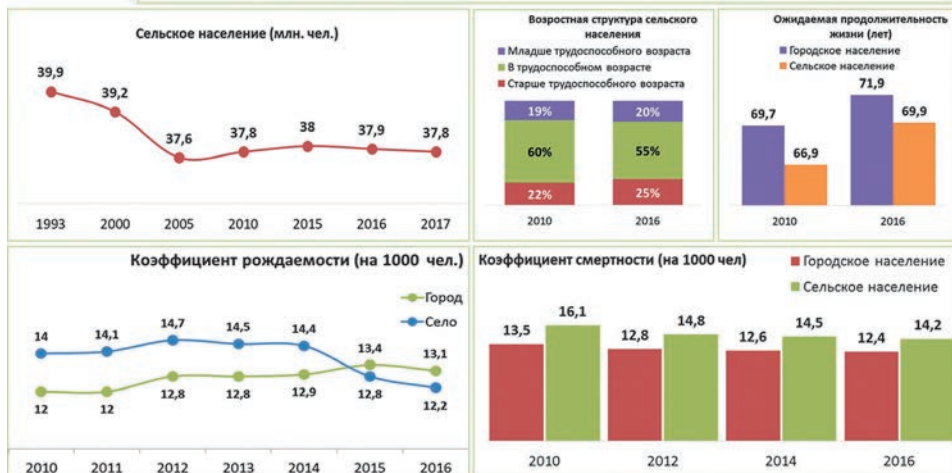 Сельское население (млн. чел.)
39,9
39,2
37,6
37,8
38
37,9
37,8
1993 2000 2005 2010 2015 2016 2017
Возростная структура сельского
населения
Младше трудоспособного возраста
В трудоспособном возрасте
Старше трудоспособного возраста
19% 20%
60% 55%
22% 25%
2010 2016
Ожидаемая продолжительность
жизни (лет)
Городское население
Сельское население
69,7
66,9
71,9
69,9
2010 2016
Коэффициент рождаемости (на 1000 чел.)
Город
Село
14 14,1 14,7 14,5 14,4 13,4 13,1
12 12 12,8 12,8 12,9 12,8 12,2
2010 2011 2012 2013 2014 2015 2016
Коэффициент смертности (на 1000 чел)
Городское население
Сельское население
13,5 16,1 12,8 14,8 12,6 14,5 12,4 14,2
2010 2012 2014 2016